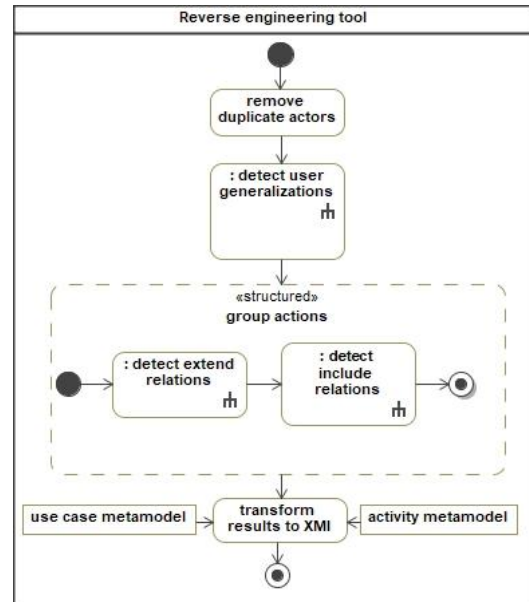 Reverse engineering tool
remove
duplicate actors
: detect user
generalizations
«structured»
group actions
: detect extend
relations
: detect
include
relations
use case metamodel
transform
results to XMI
activity metamodel